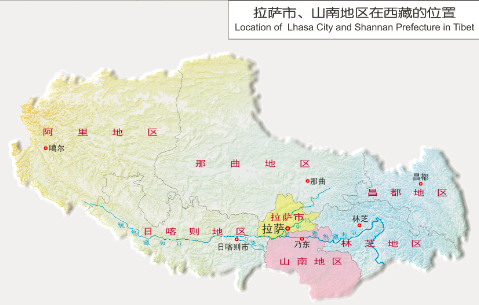 拉萨市、山南地区在西藏的位置
Location of Lhasa City and Shannan Prefecture in Tibet
阿里地区
噶尔
那曲地区
那曲
昌都
昌都地区
拉萨市
拉萨
林芝
日喀则地区
日喀则市
乃东
林芝地区
山南地区